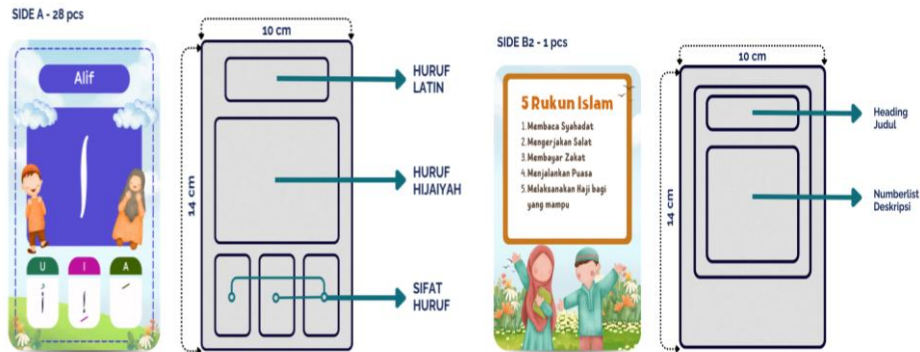 SIDE A - 28 pcs
Alif
ا
U
I
A
اُ
اِ
10 cm
14 cm
HURUF
LATIN
HURUF
HIJAIYAH
SIFAT
HURUF
SIDE B2 - 1 pcs
5 Rukun Islam
1. Membaca Syahadat
2. Mengerjakan Salat
3. Membayar Zakat
4. Menjalankan Puasa
5. Melaksanakan Haji bagi
yang mampu
10 cm
14 cm
Heading
Judul
Numberlist
Deskripsi